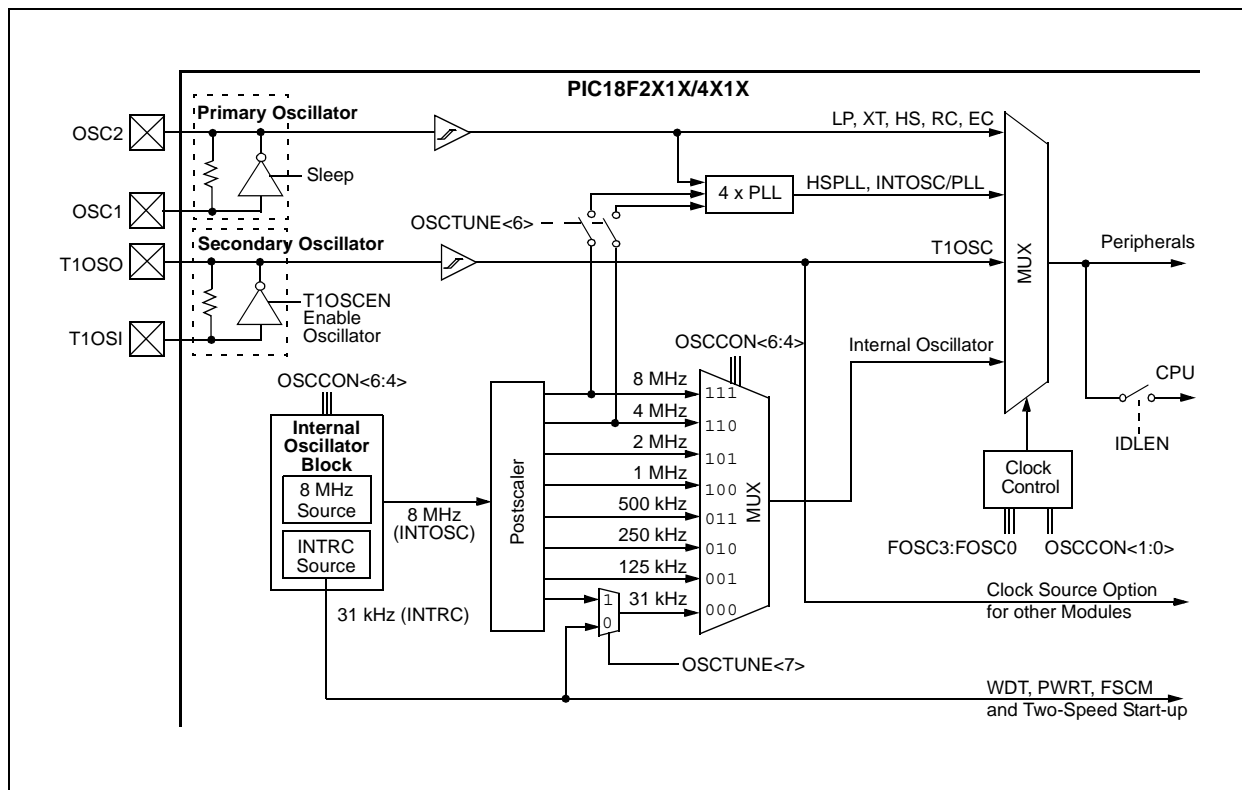 PIC18F2X1X/4X1X
Primary Oscillator
OSC2
Sleep
OSC1
LP, XT, HS, RC, EC
4 x PLL
HSPLL, INTOSC/PLL
OSCTUNE<6>
Secondary Oscillator
T1OSO
T1OSCEN
Enable
Oscillator
T1OSI
T1OSC
MUX
Peripherals
Internal Oscillator
CPU
IDLEN
Clock
Control
FOSC3:FOSC0
OSCCON<1:0>
Clock Source Option
for other Modules
OSCCON<6:4>
Internal
Oscillator
Block
8 MHz
Source
INTRC
Source
8 MHz
(INTOSC)
31 kHz (INTRC)
Postscaler
OSCCON<6:4>
8 MHz
111
4 MHz
110
2 MHz
101
1 MHz
100
500 kHz
011
250 kHz
010
125 kHz
001
1
0
31 kHz
000
MUX
OSCTUNE<7>
WDT, PWRT, FSCM
and Two-Speed Start-up